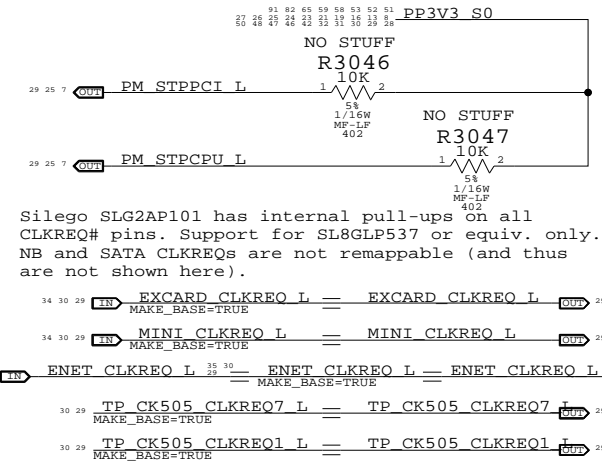 91 82 65 59 58 53 52 51
27 26 25 24 23 21 19 16 13 8
50 48 47 46 42 32 31 30 29 28
PP3V3_S0
NO STUFF
R3046
10K
29 25 7 OUT PM_STPPCI_L 1 2
5%
1/16W
MF-LF
402
NO STUFF
R3047
10K
29 25 7 OUT PM_STPCPU_L 1 2
5%
1/16W
MF-LF
402
Silego SLG2AP101 has internal pull-ups on all
CLKREQ# pins. Support for SL8GLP537 or equiv. only.
NB and SATA CLKREQs are not remappable (and thus
are not shown here).
34 30 29 IN EXCARD_CLKREQ_L EXCARD_CLKREQ_L OUT
MAKE_BASE=TRUE
34 30 29 IN MINI_CLKREQ_L MINI_CLKREQ_L OUT
MAKE_BASE=TRUE
IN ENET_CLKREQ_L 35 30 29 ENET_CLKREQ_L ENET_CLKREQ_L
MAKE_BASE=TRUE
30 29 TP_CK505_CLKREQ7_L TP_CK505_CLKREQ7_L OUT
MAKE_BASE=TRUE
30 29 TP_CK505_CLKREQ1_L TP_CK505_CLKREQ1_L OUT
MAKE_BASE=TRUE